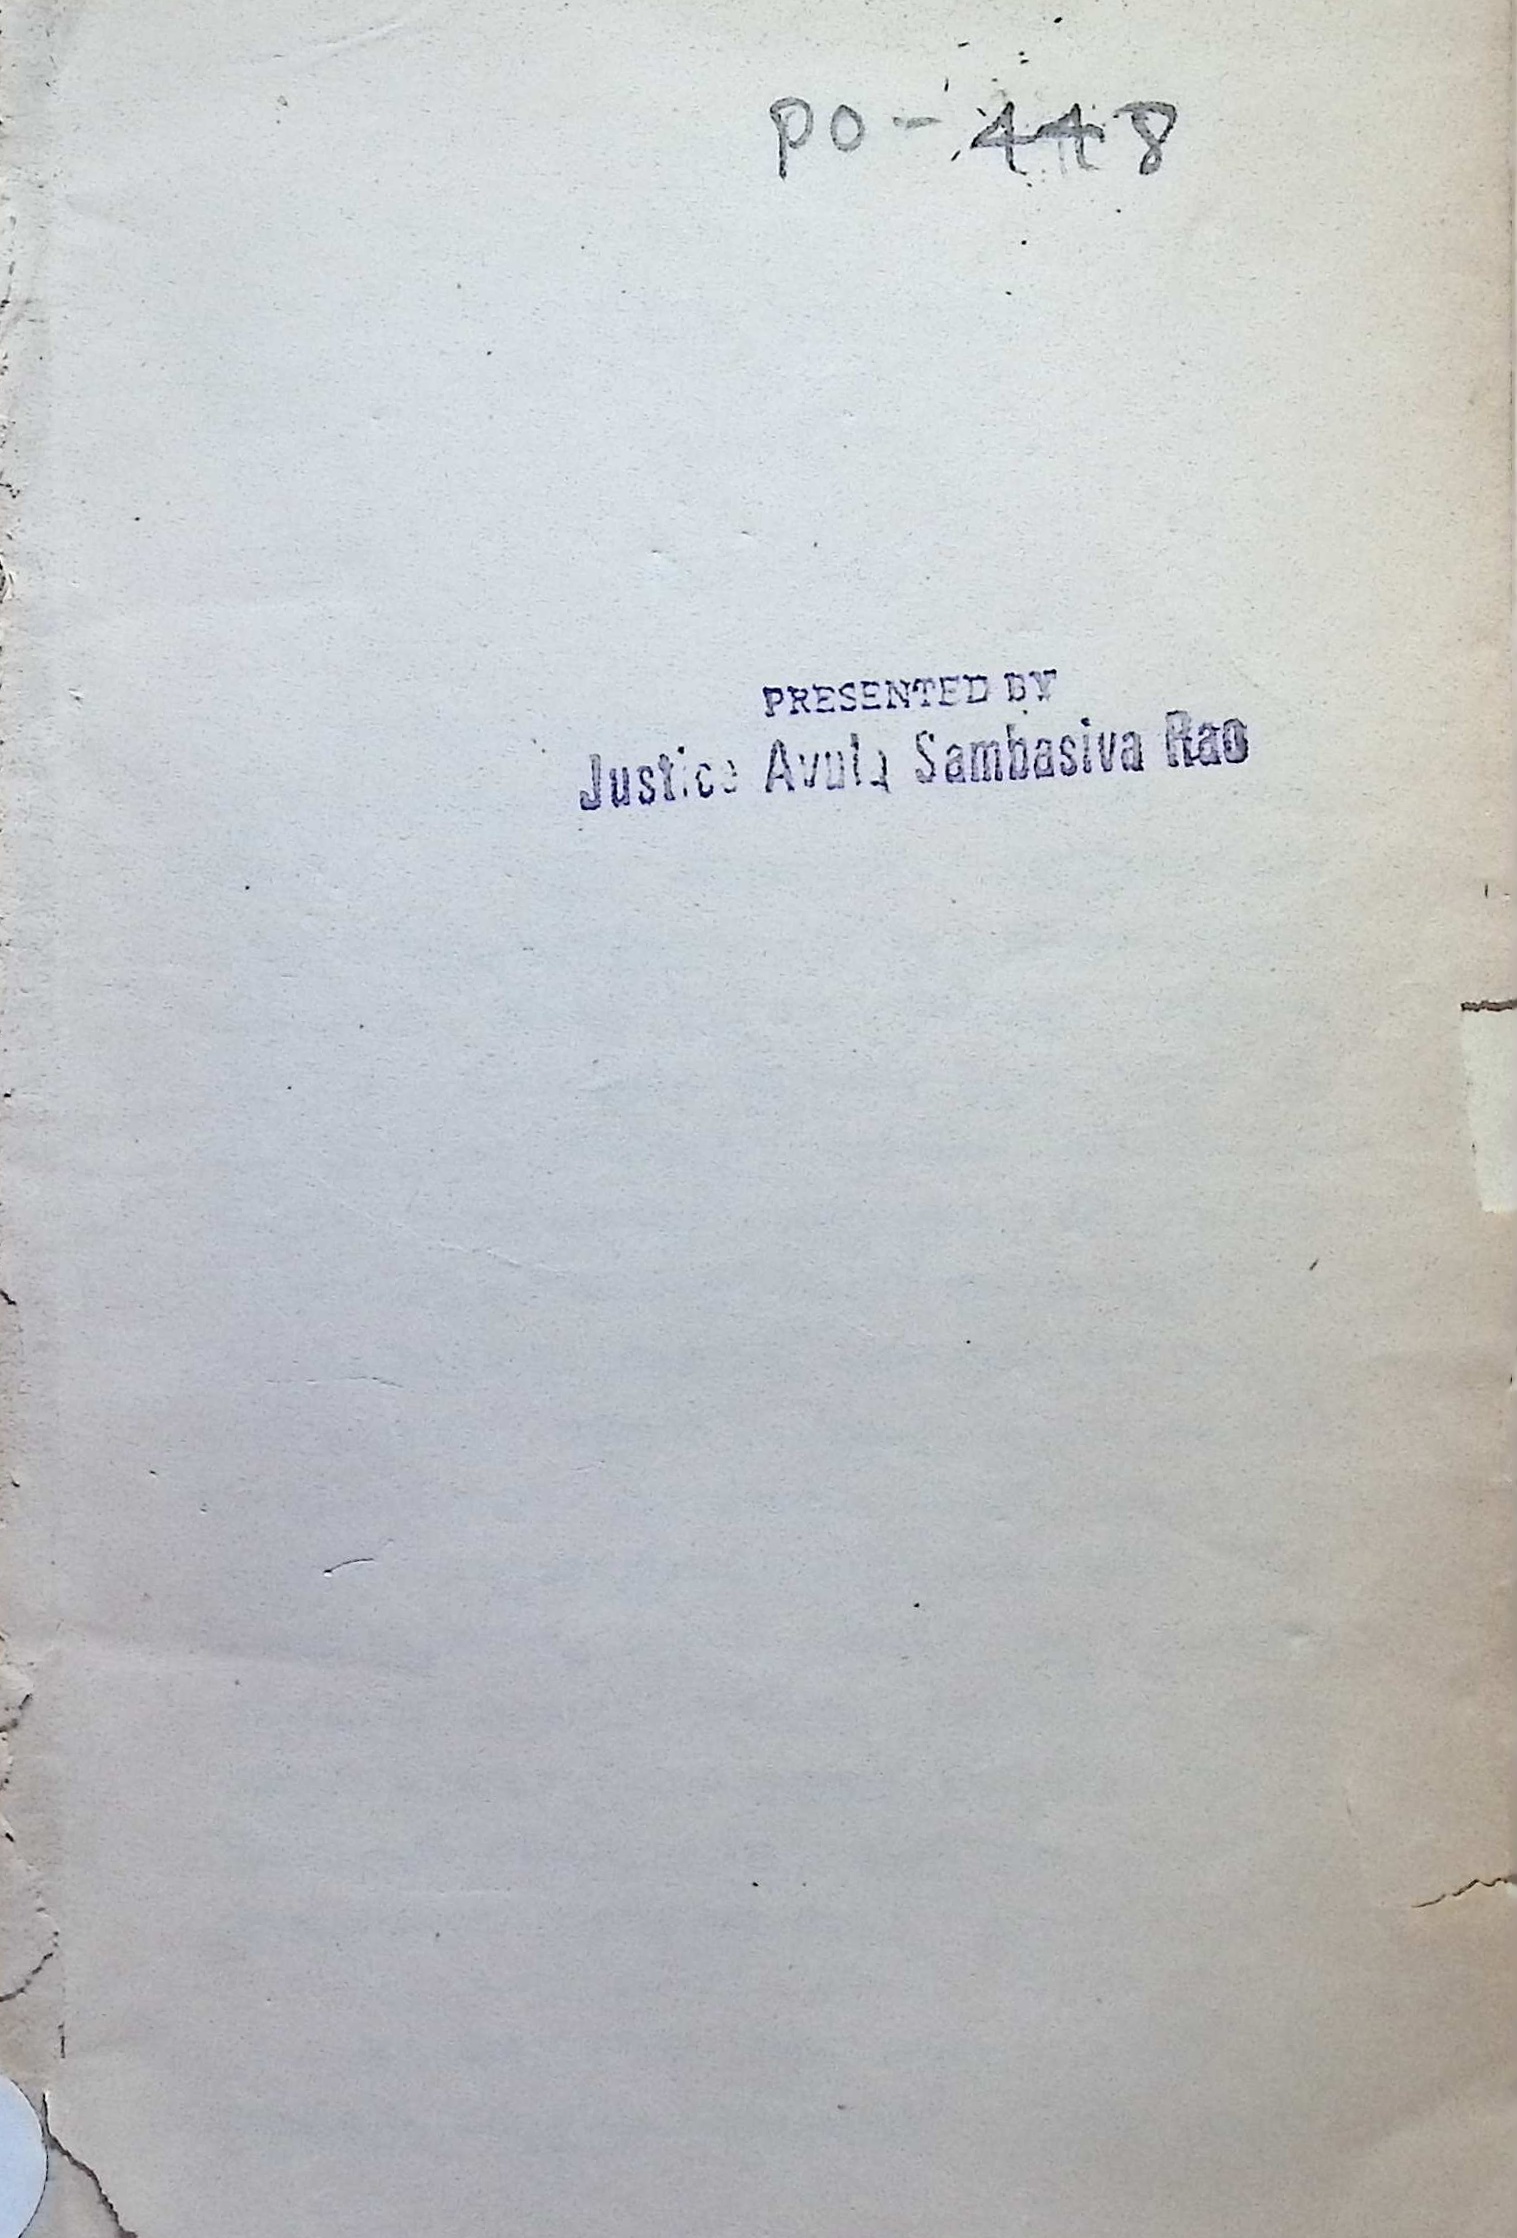 PO-448
PRESENTED BY
Justice Avula Sambasiva Rao